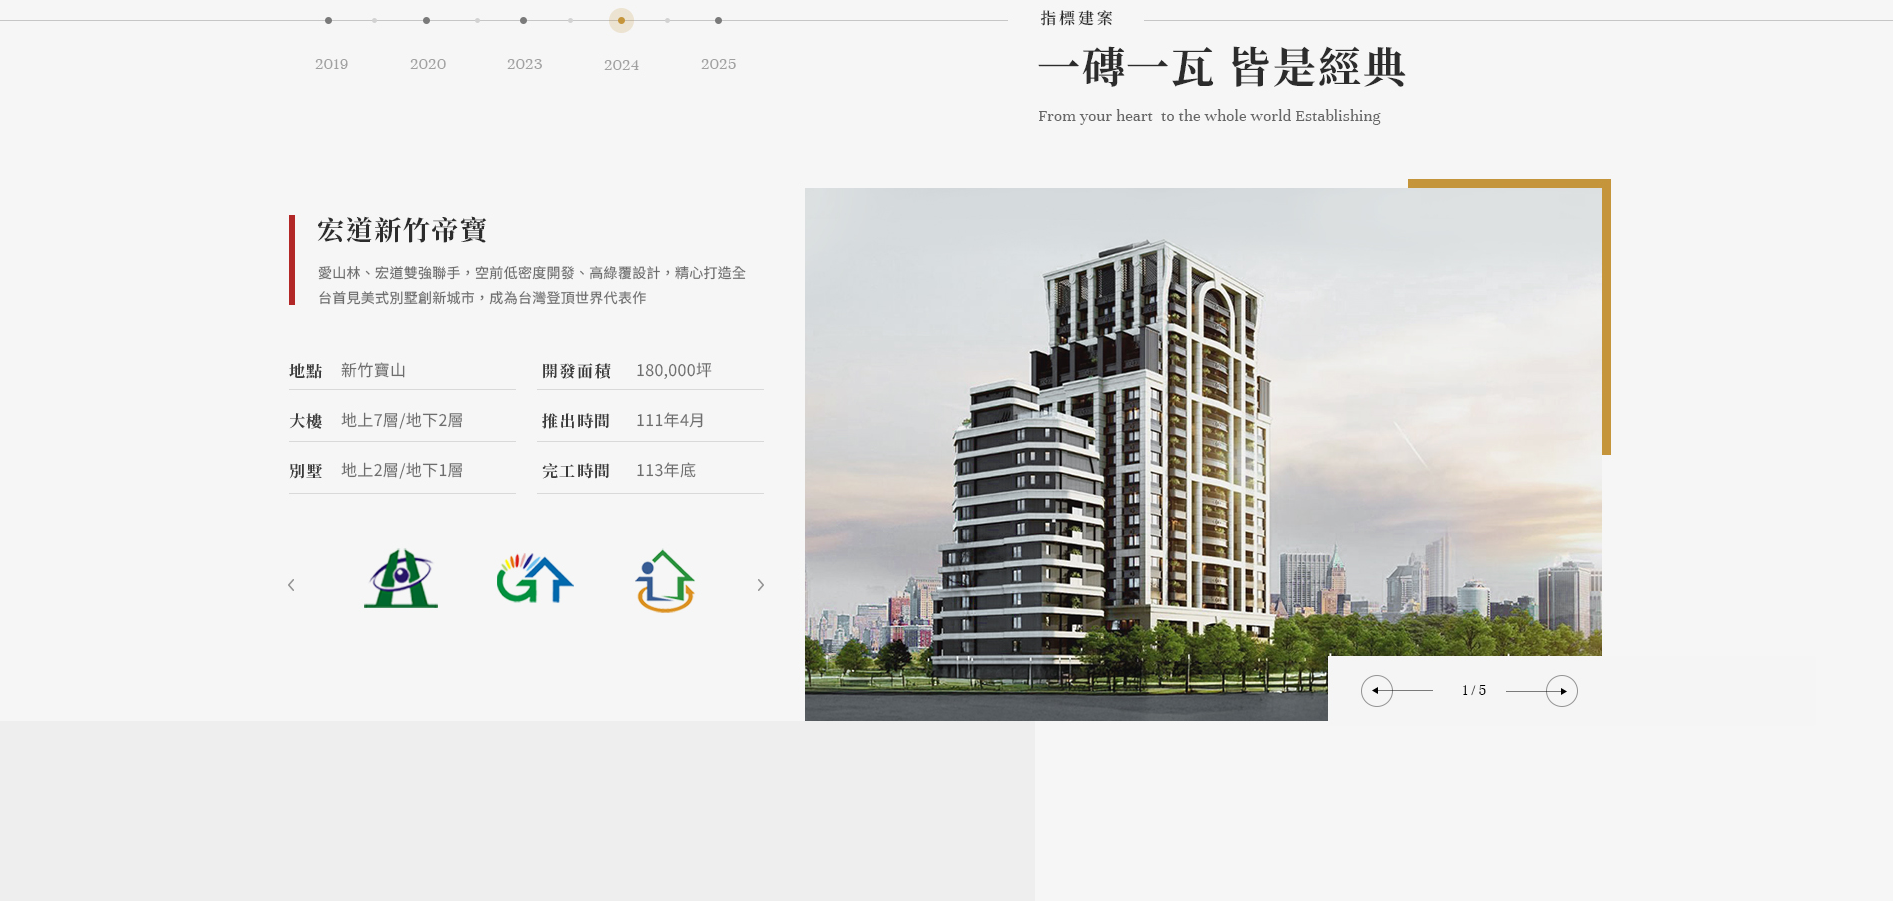 2019
2020
2023
2024
2025
指標建案
一磚一瓦 皆是經典
From your heart to the whole world Establishing
宏道新竹帝寶
愛山林、宏道雙強聯手，空前低密度開發、高綠覆設計，精心打造全
台首見美式別墅創新城市，成為台灣登頂世界代表作
地點 新竹寶山
開發面積 180,000坪
大樓 地上7層/地下2層
推出時間 111年4月
別墅 地上2層/地下1層
完工時間 113年底
1 / 5